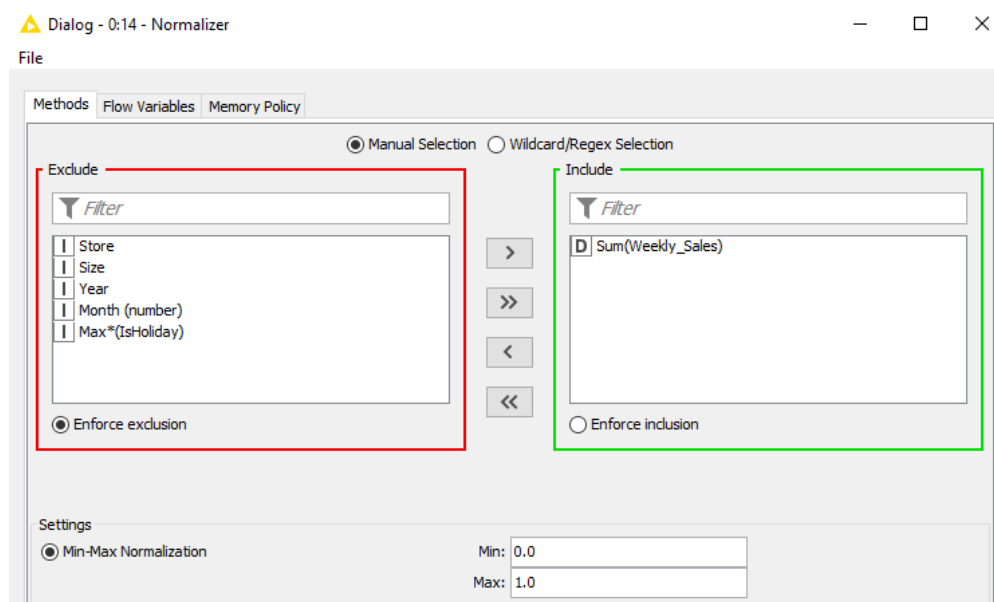 Dialog - 0:14 - Normalizer
File
Methods Flow Variables Memory Policy
Manual Selection Wildcard/Regex Selection
Exclude
Filter
I Store
I Size
I Year
I Month (number)
I Max*(IsHoliday)
Enforce exclusion
>
>>
<
<<
Include
Filter
D Sum(Weekly_Sales)
Enforce inclusion
Settings
Min-Max Normalization Min: 0.0
Max: 1.0